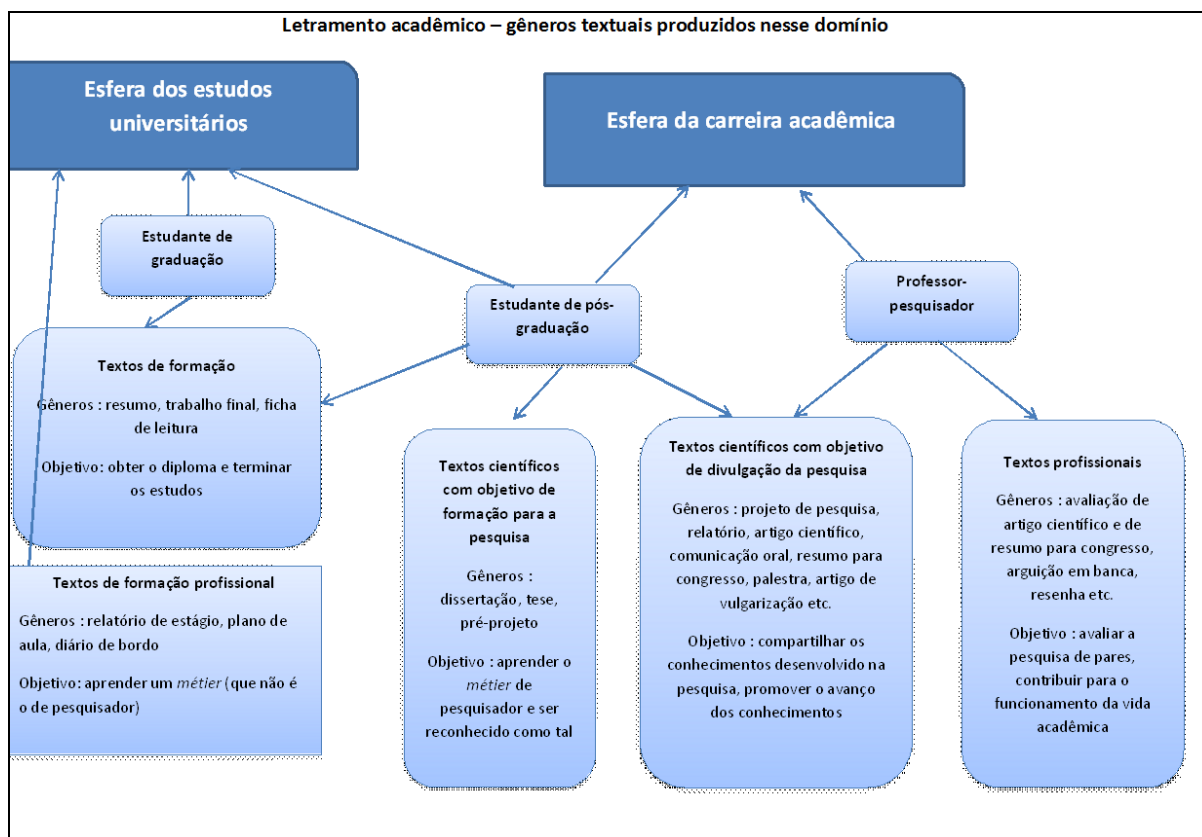 Letramento acadêmico – gêneros textuais produzidos nesse domínio
Esfera dos estudos
universitários
Esfera da carreira acadêmica
Estudante de
graduação
Estudante de pós-
graduação
Professor-
pesquisador
Textos de formação
Gêneros : resumo, trabalho final, ficha
de leitura
Objetivo: obter o diploma e terminar
os estudos
Textos de formação profissional
Gêneros : relatório de estágio, plano de
aula, diário de bordo
Objetivo: aprender um métier (que não é
o de pesquisador)
Textos científicos
com objetivo de
formação para a
pesquisa
Gêneros :
dissertação, tese,
pré-projeto
Objetivo : aprender o
métier de
pesquisador e ser
reconhecido como tal
Textos científicos com objetivo
de divulgação da pesquisa
Gêneros : projeto de pesquisa,
relatório, artigo científico,
comunicação oral, resumo para
congresso, palestra, artigo de
vulgarização etc.
Objetivo : compartilhar os
conhecimentos desenvolvido na
pesquisa, promover o avanço
dos conhecimentos
Textos profissionais
Gêneros : avaliação de
artigo científico e de
resumo para congresso,
arguição em banca,
resenha etc.
Objetivo : avaliar a
pesquisa de pares,
contribuir para o
funcionamento da vida
acadêmica